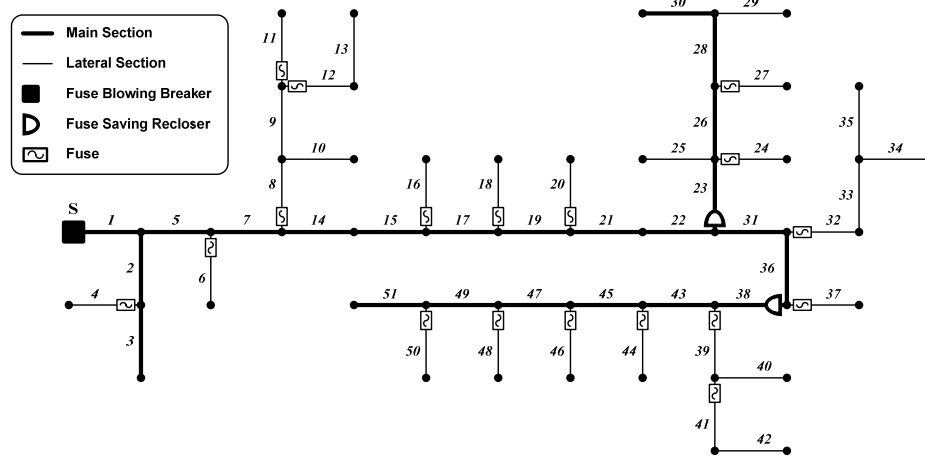 30 29
Main Section
Lateral Section
Fuse Blowing Breaker
Fuse Saving Recloser
Fuse
11 13 28
12 27
9 26 35
10 25 24 34
8 16 18 20 23 33
S
1 5 7 14 15 17 19 21 22 31 32
2 6 36
4 51 49 47 45 43 38 37
3 50 48 46 44 39 40
41 42